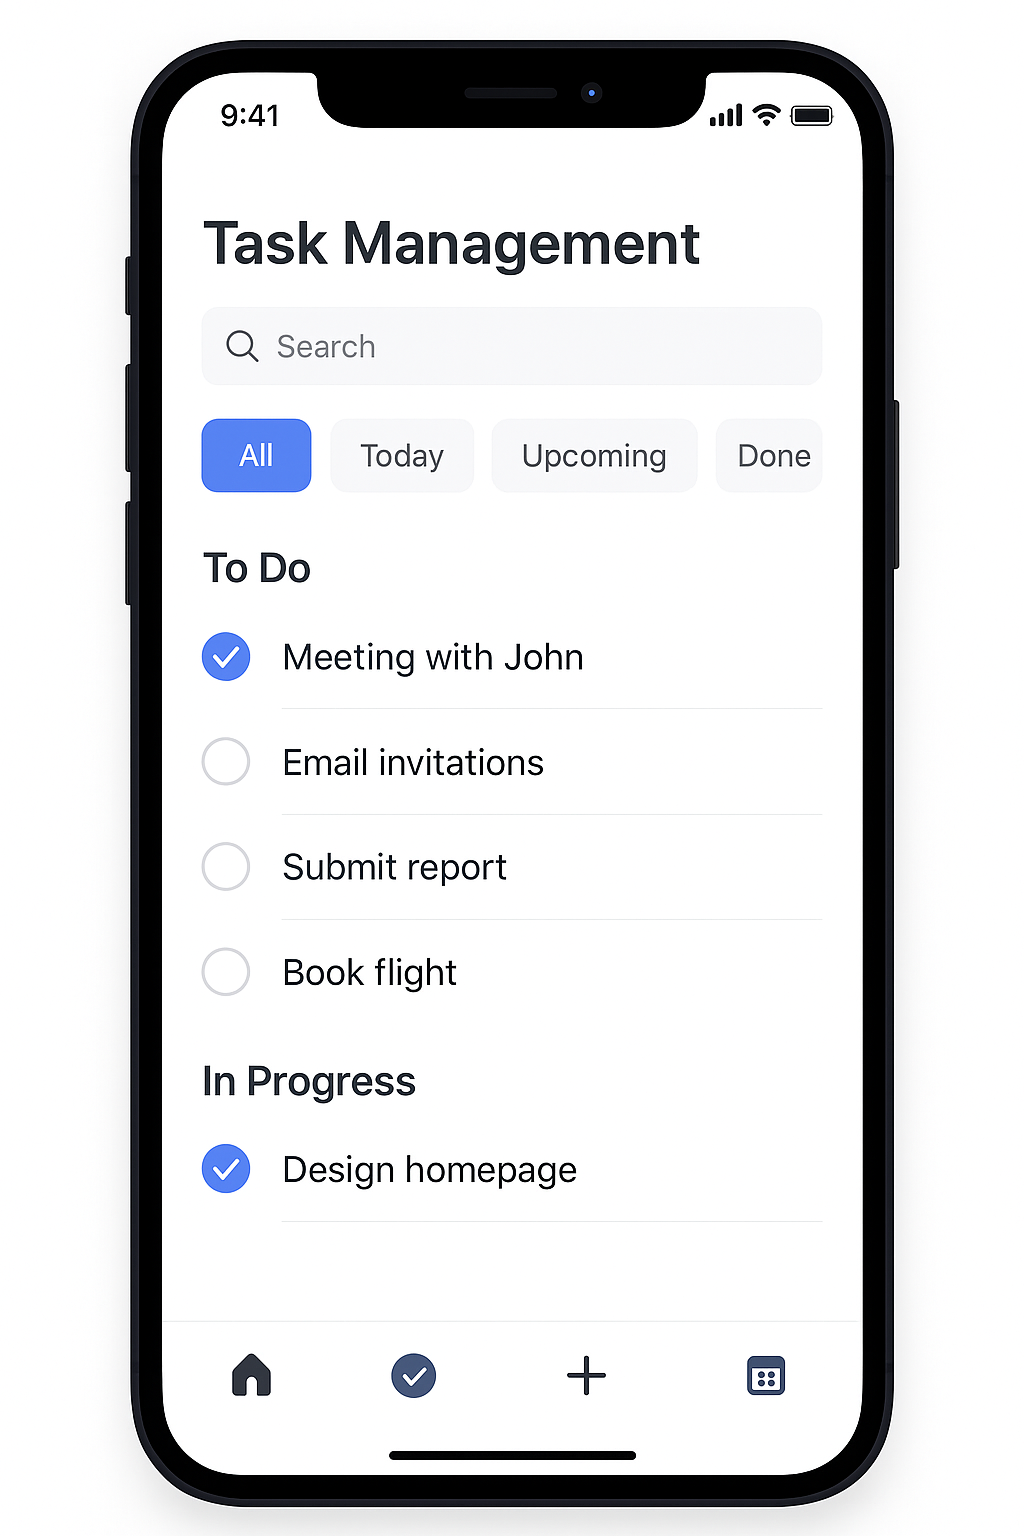 9:41
Task Management
Search
All Today Upcoming Done
To Do
Meeting with John
Email invitations
Submit report
Book flight
In Progress
Design homepage